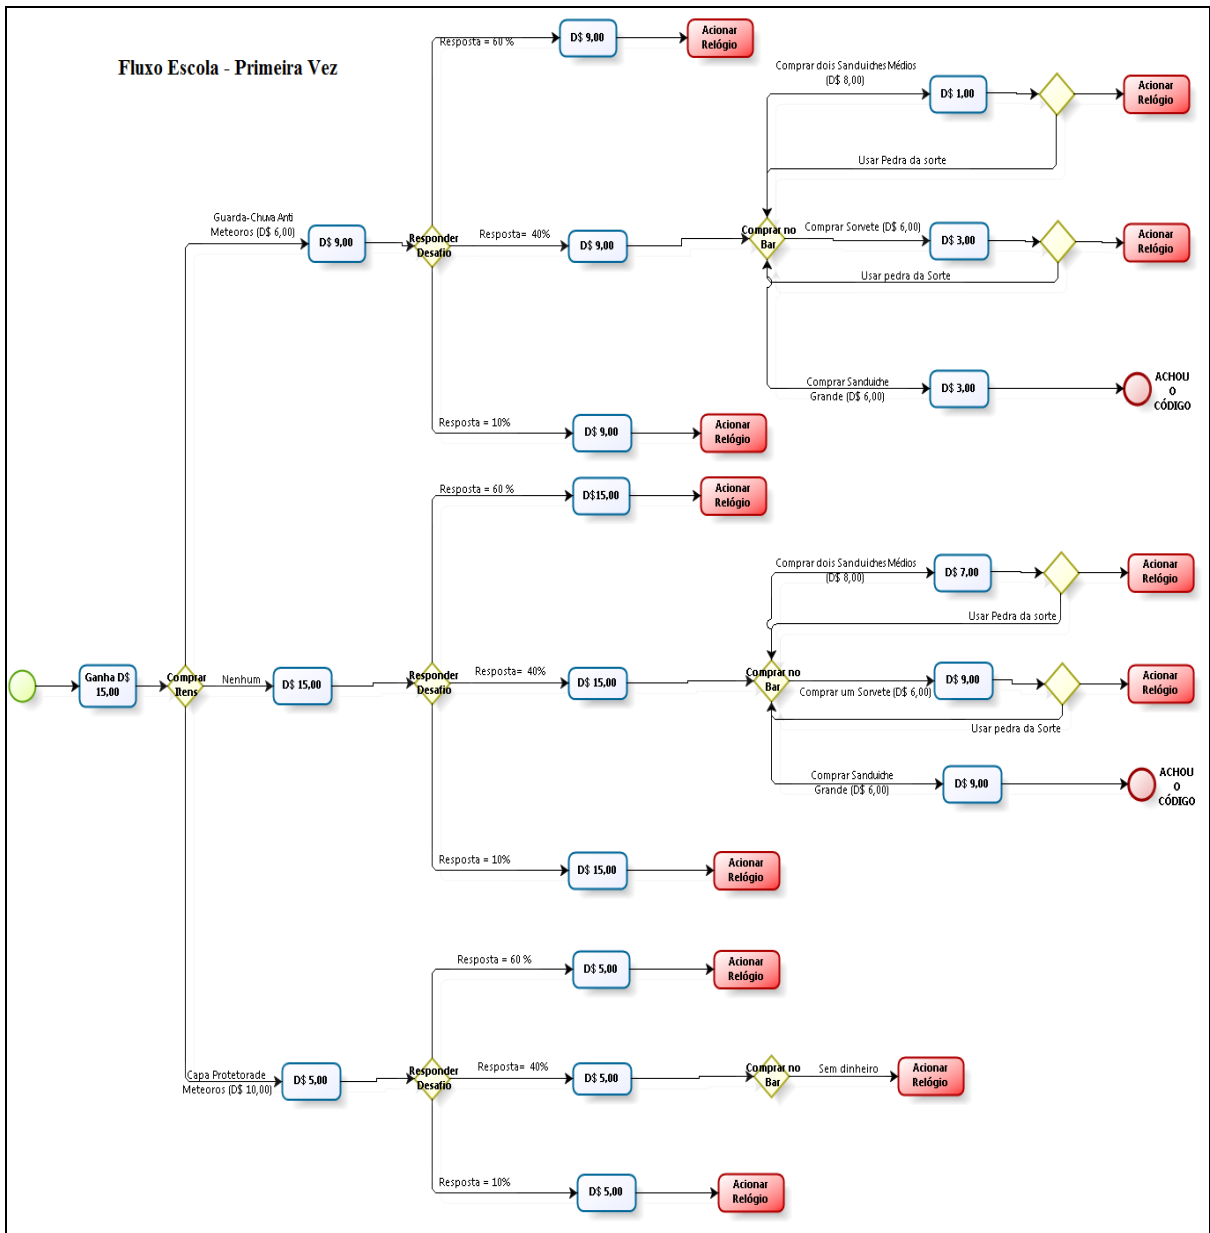 Fluxo Escola - Primeira Vez
Resposta = 60 %
D$ 9,00
Acionar
Relógio
Comprar dois Sanduiches Médios
(D$ 8,00)
D$ 1,00
Acionar
Relógio
Usar Pedra da sorte
Guarda-Chuva Anti
Meteoros (D$ 6,00)
D$ 9,00
Responder
Desafio
Resposta= 40%
D$ 9,00
Comprar no
Bar
Comprar Sorvete (D$ 6,00)
D$ 3,00
Acionar
Relógio
Usar pedra da Sorte
Comprar Sanduiche
Grande (D$ 6,00)
D$ 3,00
ACHOU
O
CÓDIGO
Resposta = 10%
D$ 9,00
Acionar
Relógio
Resposta = 60 %
D$15,00
Acionar
Relógio
Comprar dois Sanduiches Médios
(D$ 8,00)
D$ 7,00
Acionar
Relógio
Usar Pedra da sorte
Ganha D$
15,00
Comprar
Itens
Nenhum
D$ 15,00
Responder
Desafio
Resposta= 40%
D$ 15,00
Comprar no
Bar
Comprar um Sorvete (D$ 6,00)
D$ 9,00
Acionar
Relógio
Usar pedra da Sorte
Comprar Sanduiche
Grande (D$ 6,00)
D$ 9,00
ACHOU
O
CÓDIGO
Resposta = 10%
D$ 15,00
Acionar
Relógio
Resposta = 60 %
D$ 5,00
Acionar
Relógio
Capa Protetorade
Meteoros (D$ 10,00)
D$ 5,00
Responder
Desafio
Resposta= 40%
D$ 5,00
Comprar no
Bar
Sem dinheiro
Acionar
Relógio
Resposta = 10%
D$ 5,00
Acionar
Relógio